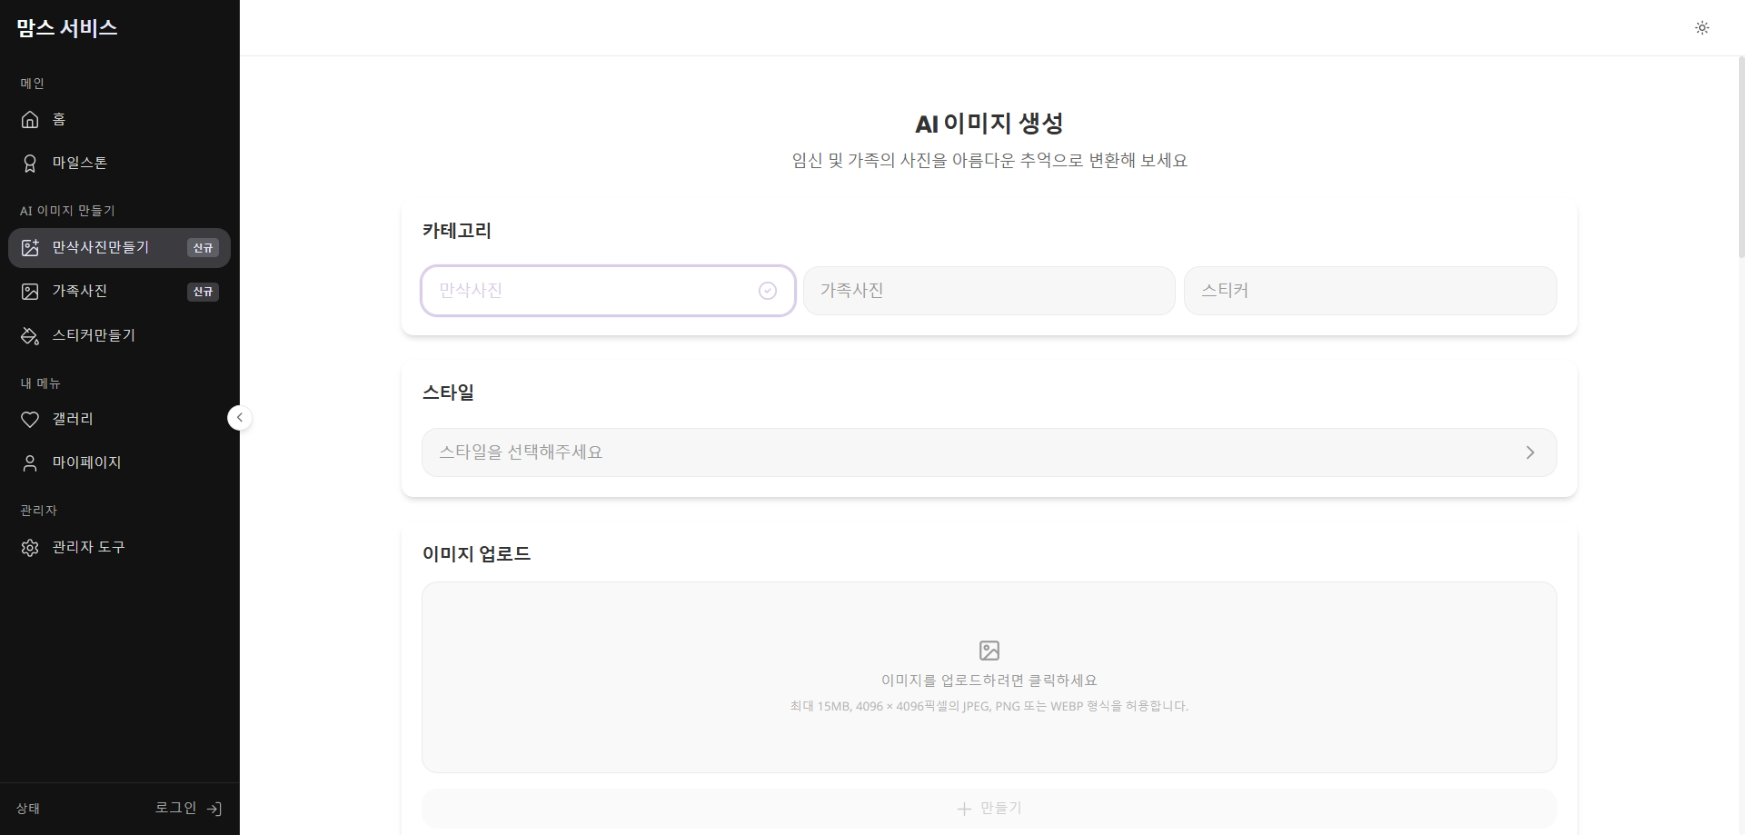 맘스 서비스
메인
홈
마일스톤
AI 이미지 만들기
만삭사진만들기 신규
가족사진 신규
스티커만들기
내 메뉴
갤러리
마이페이지
관리자
관리자 도구
상태 로그인
AI 이미지 생성
임신 및 가족의 사진을 아름다운 추억으로 변환해 보세요
카테고리
만삭사진 가족사진 스티커
스타일
스타일을 선택해주세요
이미지 업로드
이미지를 업로드하려면 클릭하세요
최대 15MB, 4096 × 4096픽셀의 JPEG, PNG 또는 WEBP 형식을 허용합니다.
만들기